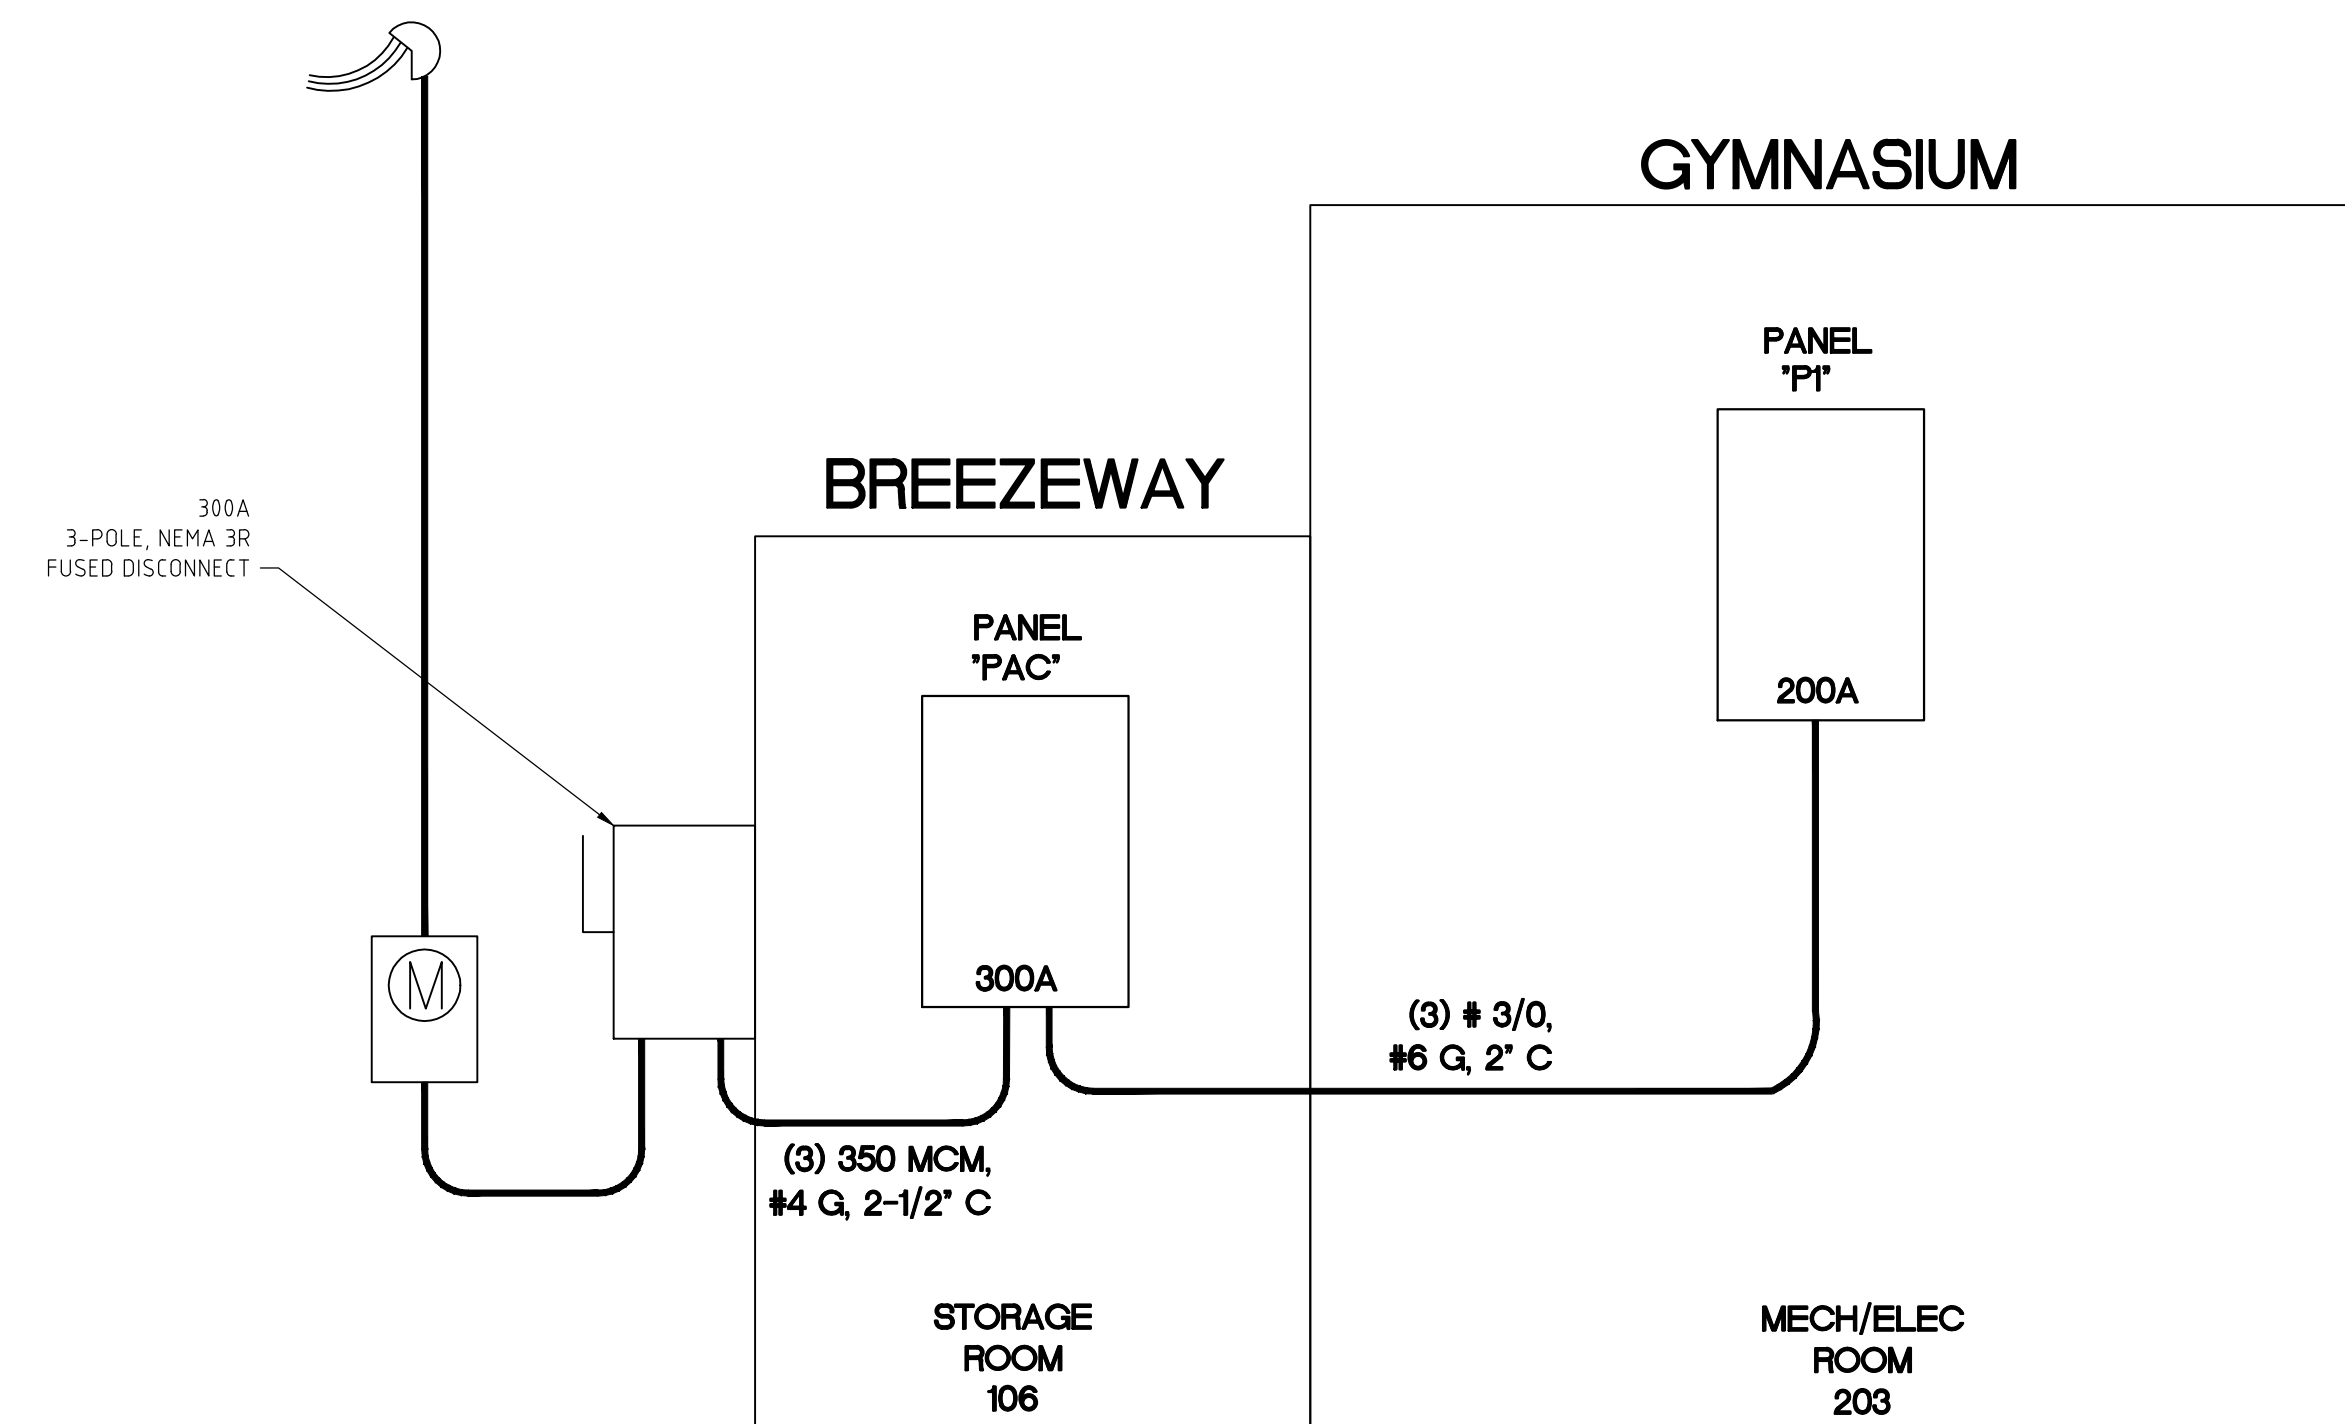 GYMNASIUM
PANEL
"P1"
200A
BREEZEWAY
300A
3-POLE, NEMA 3R
FUSED DISCONNECT
PANEL
"PAC"
300A
M
(3) # 3/0,
#6 G, 2" C
(3) 350 MCM,
#4 G, 2-1/2" C
STORAGE
ROOM
106
MECH/ELEC
ROOM
203